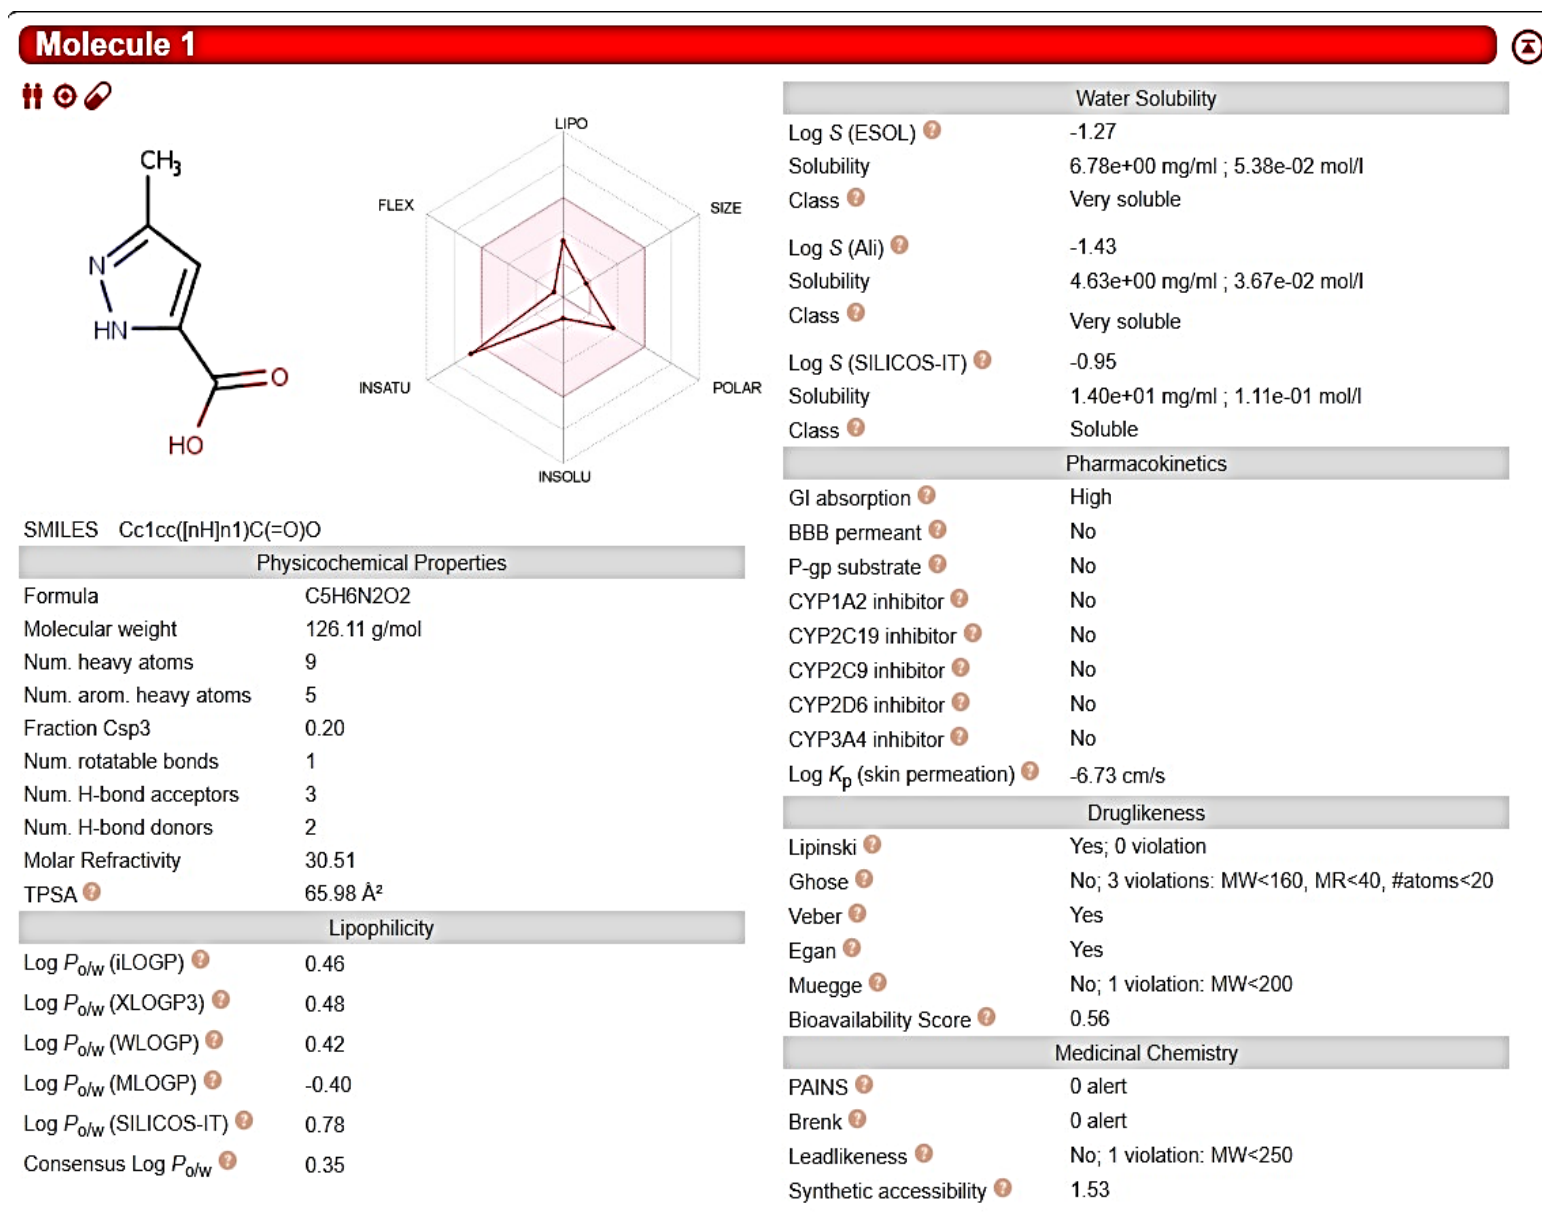 Molecule 1
CH3
N
HN
O
HO
LIPO
FLEX
SIZE
INSATU
POLAR
INSOLU
SMILES Cc1cc([nH]n1)C(=O)O
Physicochemical Properties
Formula C5H6N2O2
Molecular weight 126.11 g/mol
Num. heavy atoms 9
Num. arom. heavy atoms 5
Fraction Csp3 0.20
Num. rotatable bonds 1
Num. H-bond acceptors 3
Num. H-bond donors 2
Molar Refractivity 30.51
TPSA ? 65.98 Å²
Lipophilicity
Log Po/w (iLOGP) ? 0.46
Log Po/w (XLOGP3) ? 0.48
Log Po/w (WLOGP) ? 0.42
Log Po/w (MLOGP) ? -0.40
Log Po/w (SILICOS-IT) ? 0.78
Consensus Log Po/w ? 0.35
Water Solubility
Log S (ESOL) ? -1.27
Solubility 6.78e+00 mg/ml ; 5.38e-02 mol/l
Class ? Very soluble
Log S (Ali) ? -1.43
Solubility 4.63e+00 mg/ml ; 3.67e-02 mol/l
Class ? Very soluble
Log S (SILICOS-IT) ? -0.95
Solubility 1.40e+01 mg/ml ; 1.11e-01 mol/l
Class ? Soluble
Pharmacokinetics
GI absorption ? High
BBB permeant ? No
P-gp substrate ? No
CYP1A2 inhibitor ? No
CYP2C19 inhibitor ? No
CYP2C9 inhibitor ? No
CYP2D6 inhibitor ? No
CYP3A4 inhibitor ? No
Log Kp (skin permeation) ? -6.73 cm/s
Druglikeness
Lipinski ? Yes; 0 violation
Ghose ? No; 3 violations: MW<160, MR<40, #atoms<20
Veber ? Yes
Egan ? Yes
Muegge ? No; 1 violation: MW<200
Bioavailability Score ? 0.56
Medicinal Chemistry
PAINS ? 0 alert
Brenk ? 0 alert
Leadlikeness ? No; 1 violation: MW<250
Synthetic accessibility ? 1.53